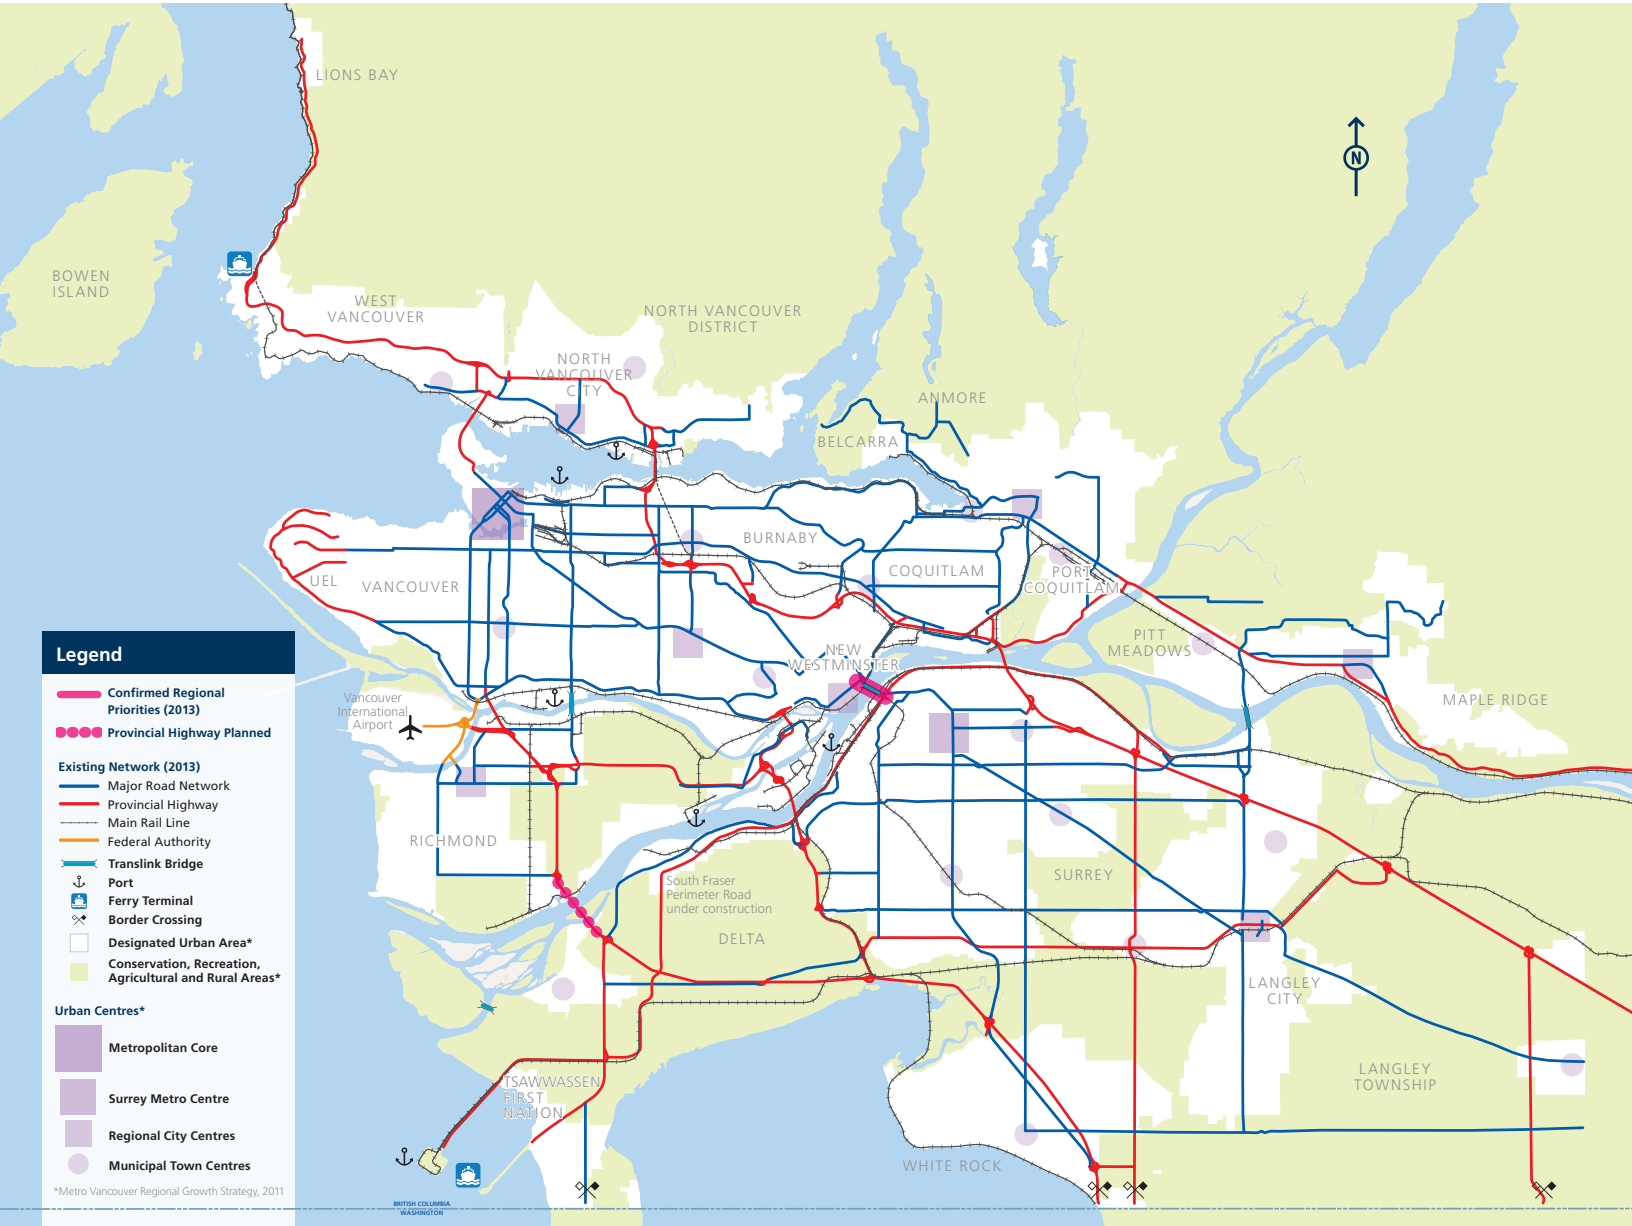 LIONS BAY
N
BOWEN
ISLAND
WEST
VANCOUVER
NORTH VANCOUVER
DISTRICT
NORTH
VANCOUVER
CITY
ANMORE
BELCARRA
BURNABY
COQUITLAM
PORT
COQUITLAM
UEL
VANCOUVER
PITT
MEADOWS
NEW
WESTMINSTER
MAPLE RIDGE
Vancouver
International
Airport
RICHMOND
South Fraser
Perimeter Road
under construction
SURREY
DELTA
LANGLEY
CITY
LANGLEY
TOWNSHIP
TSAWWASSEN
FIRST
NATION
WHITE ROCK
BRITISH COLUMBIA
WASHINGTON
Legend
Confirmed Regional
Priorities (2013)
Provincial Highway Planned
Existing Network (2013)
Major Road Network
Provincial Highway
Main Rail Line
Federal Authority
Translink Bridge
Port
Ferry Terminal
Border Crossing
Designated Urban Area*
Conservation, Recreation,
Agricultural and Rural Areas*
Urban Centres*
Metropolitan Core
Surrey Metro Centre
Regional City Centres
Municipal Town Centres
*Metro Vancouver Regional Growth Strategy, 2011